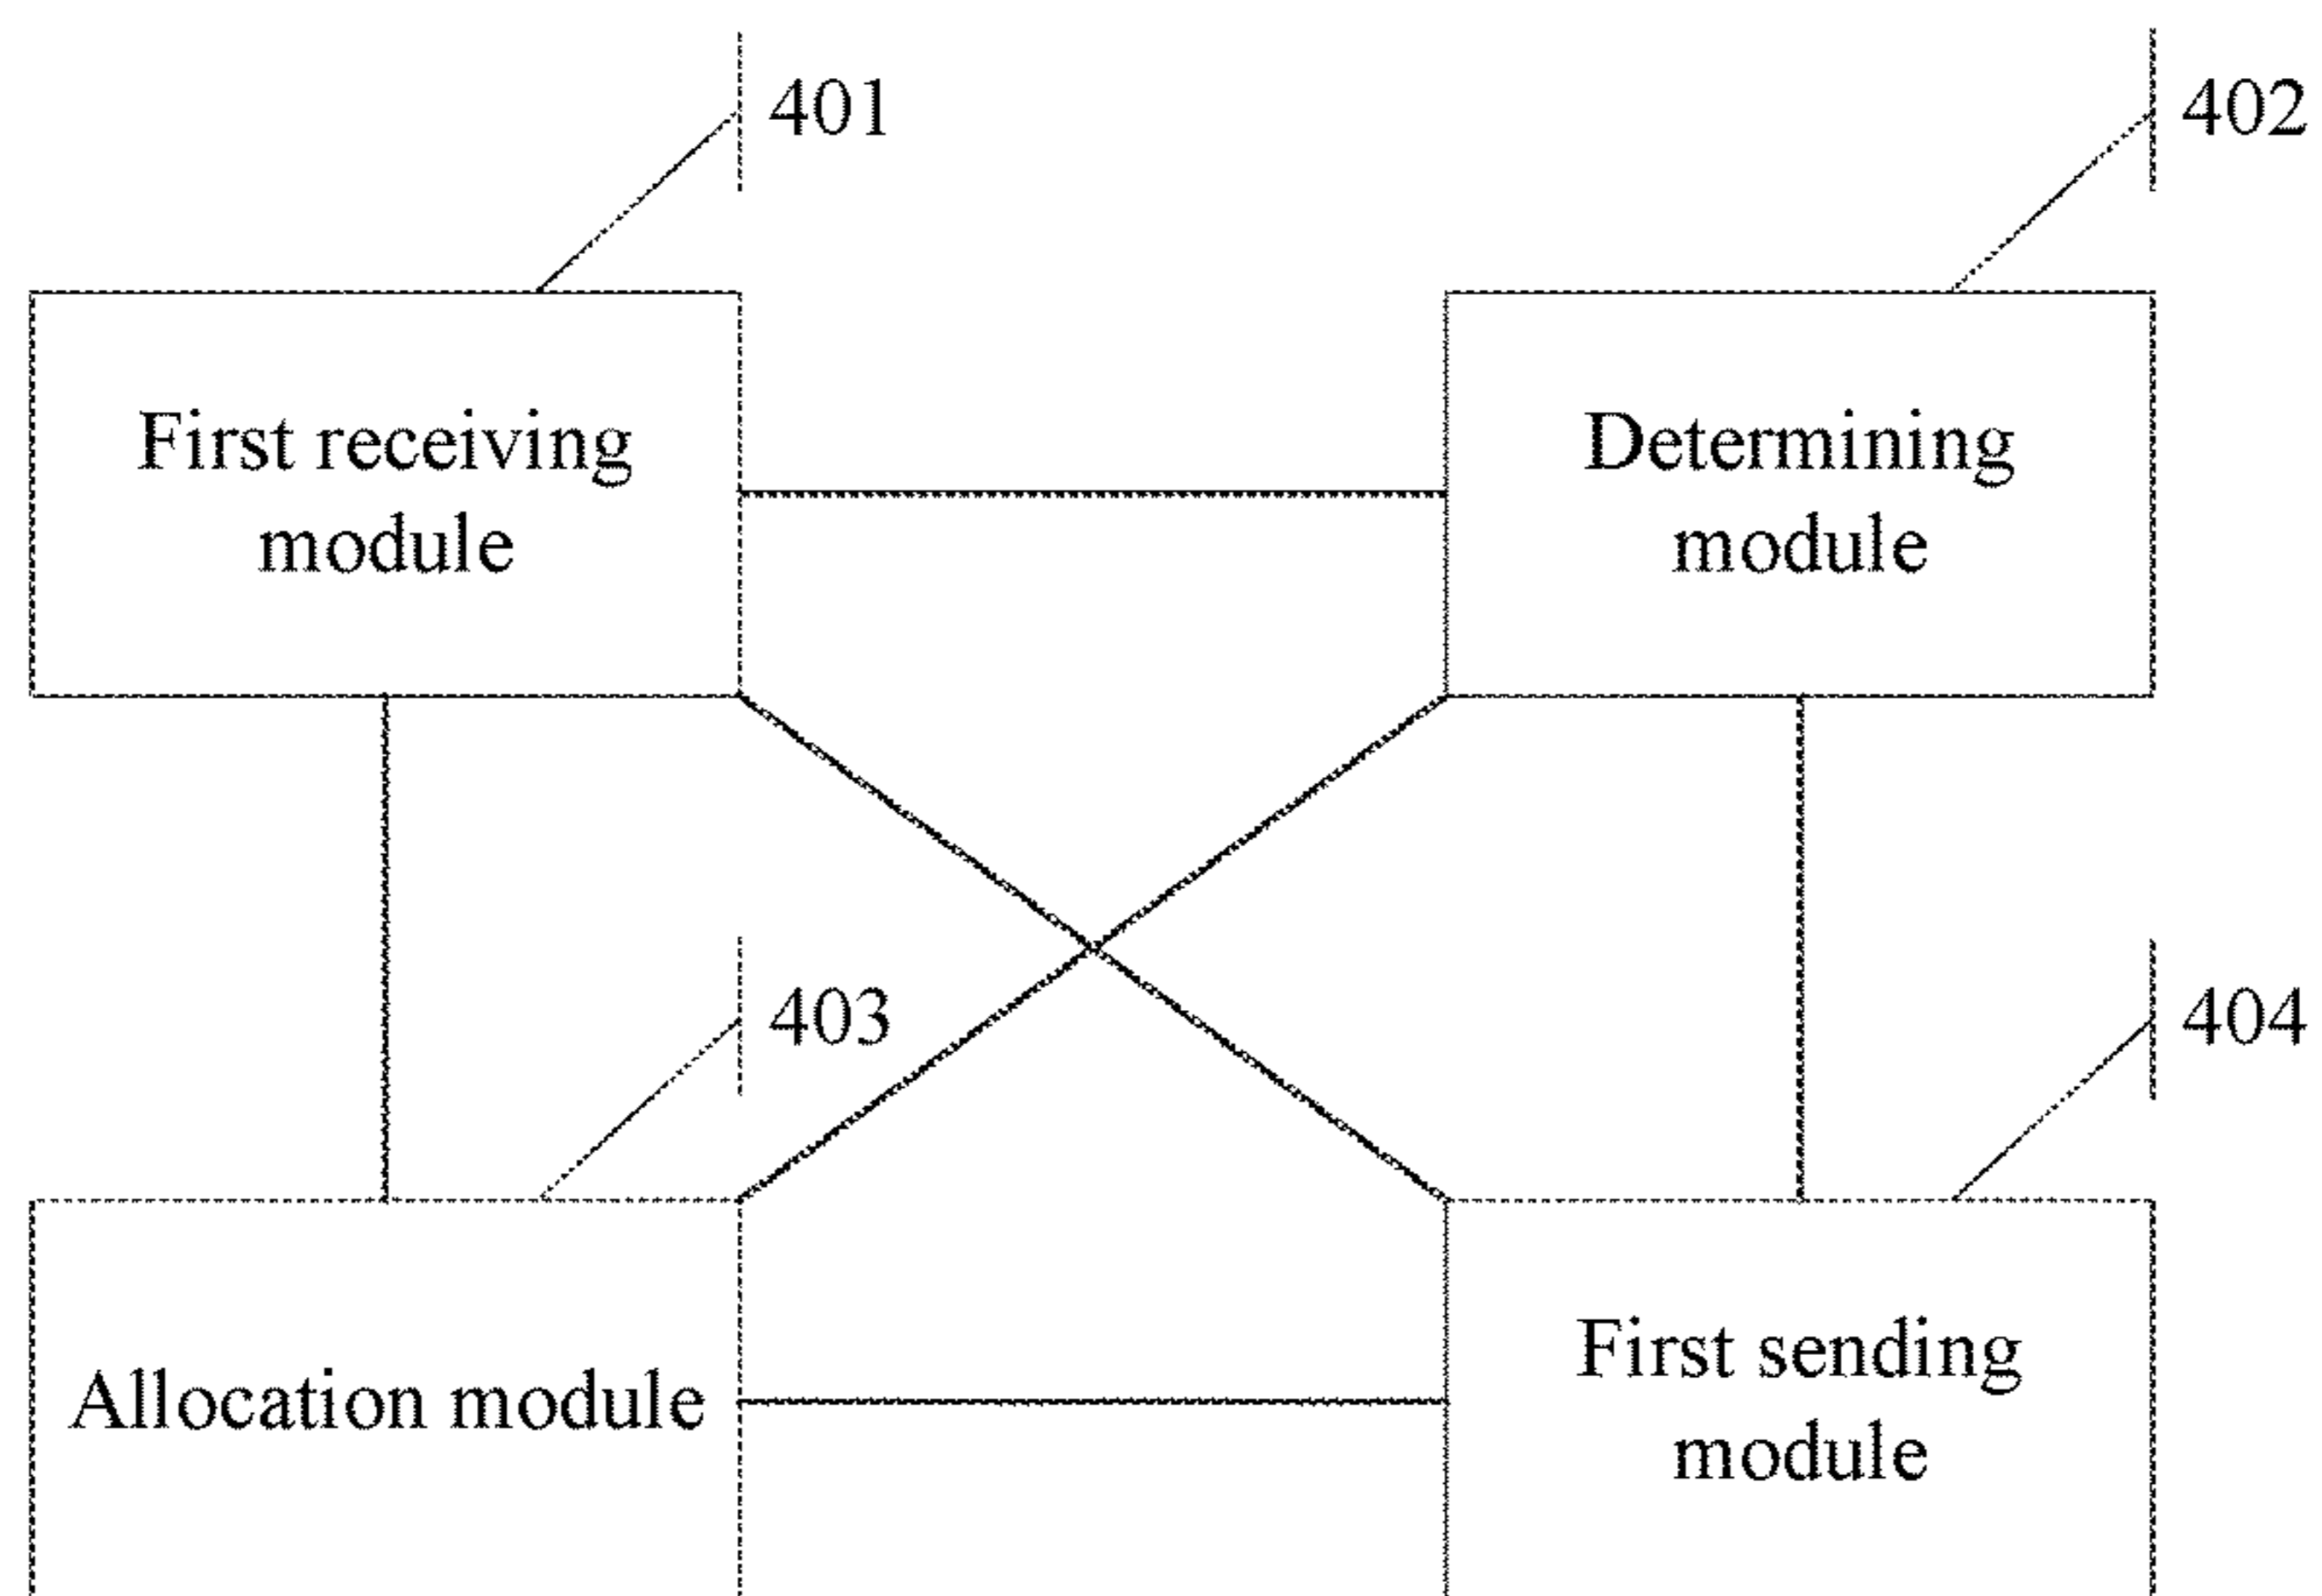 401
402
First receiving
module
Determining
module
403
404
Allocation module
First sending
module